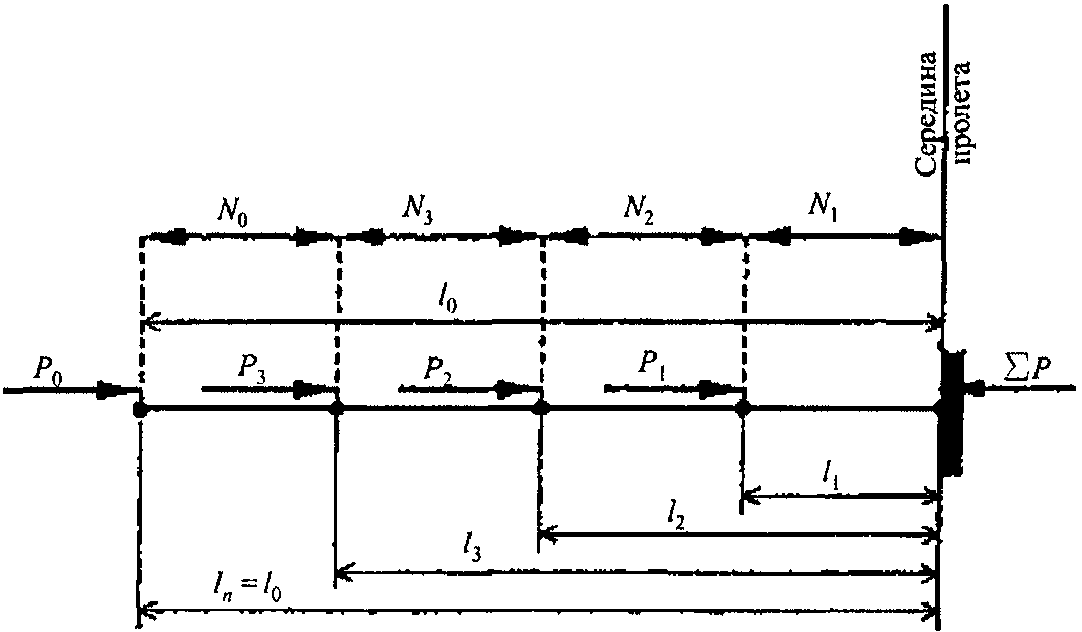 Середина
пролета
N₀ N₃ N₂ N₁
l₀
P₀ P₃ P₂ P₁ ∑P
l₁
l₂
l₃
lₙ = l₀